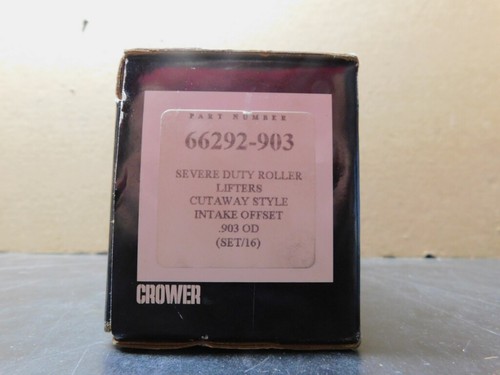 PART NUMBER
66292-903
SEVERE DUTY ROLLER
LIFTERS
CUTAWAY STYLE
INTAKE OFFSET
.903 OD
(SET/16)
CROWER